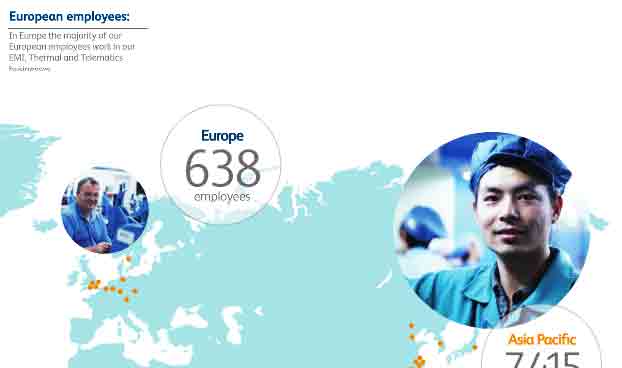 European employees:
In Europe the majority of our
European employees work in our
EMI, Thermal and Telematics
Europe
638
employees
Asia Pacific
7415